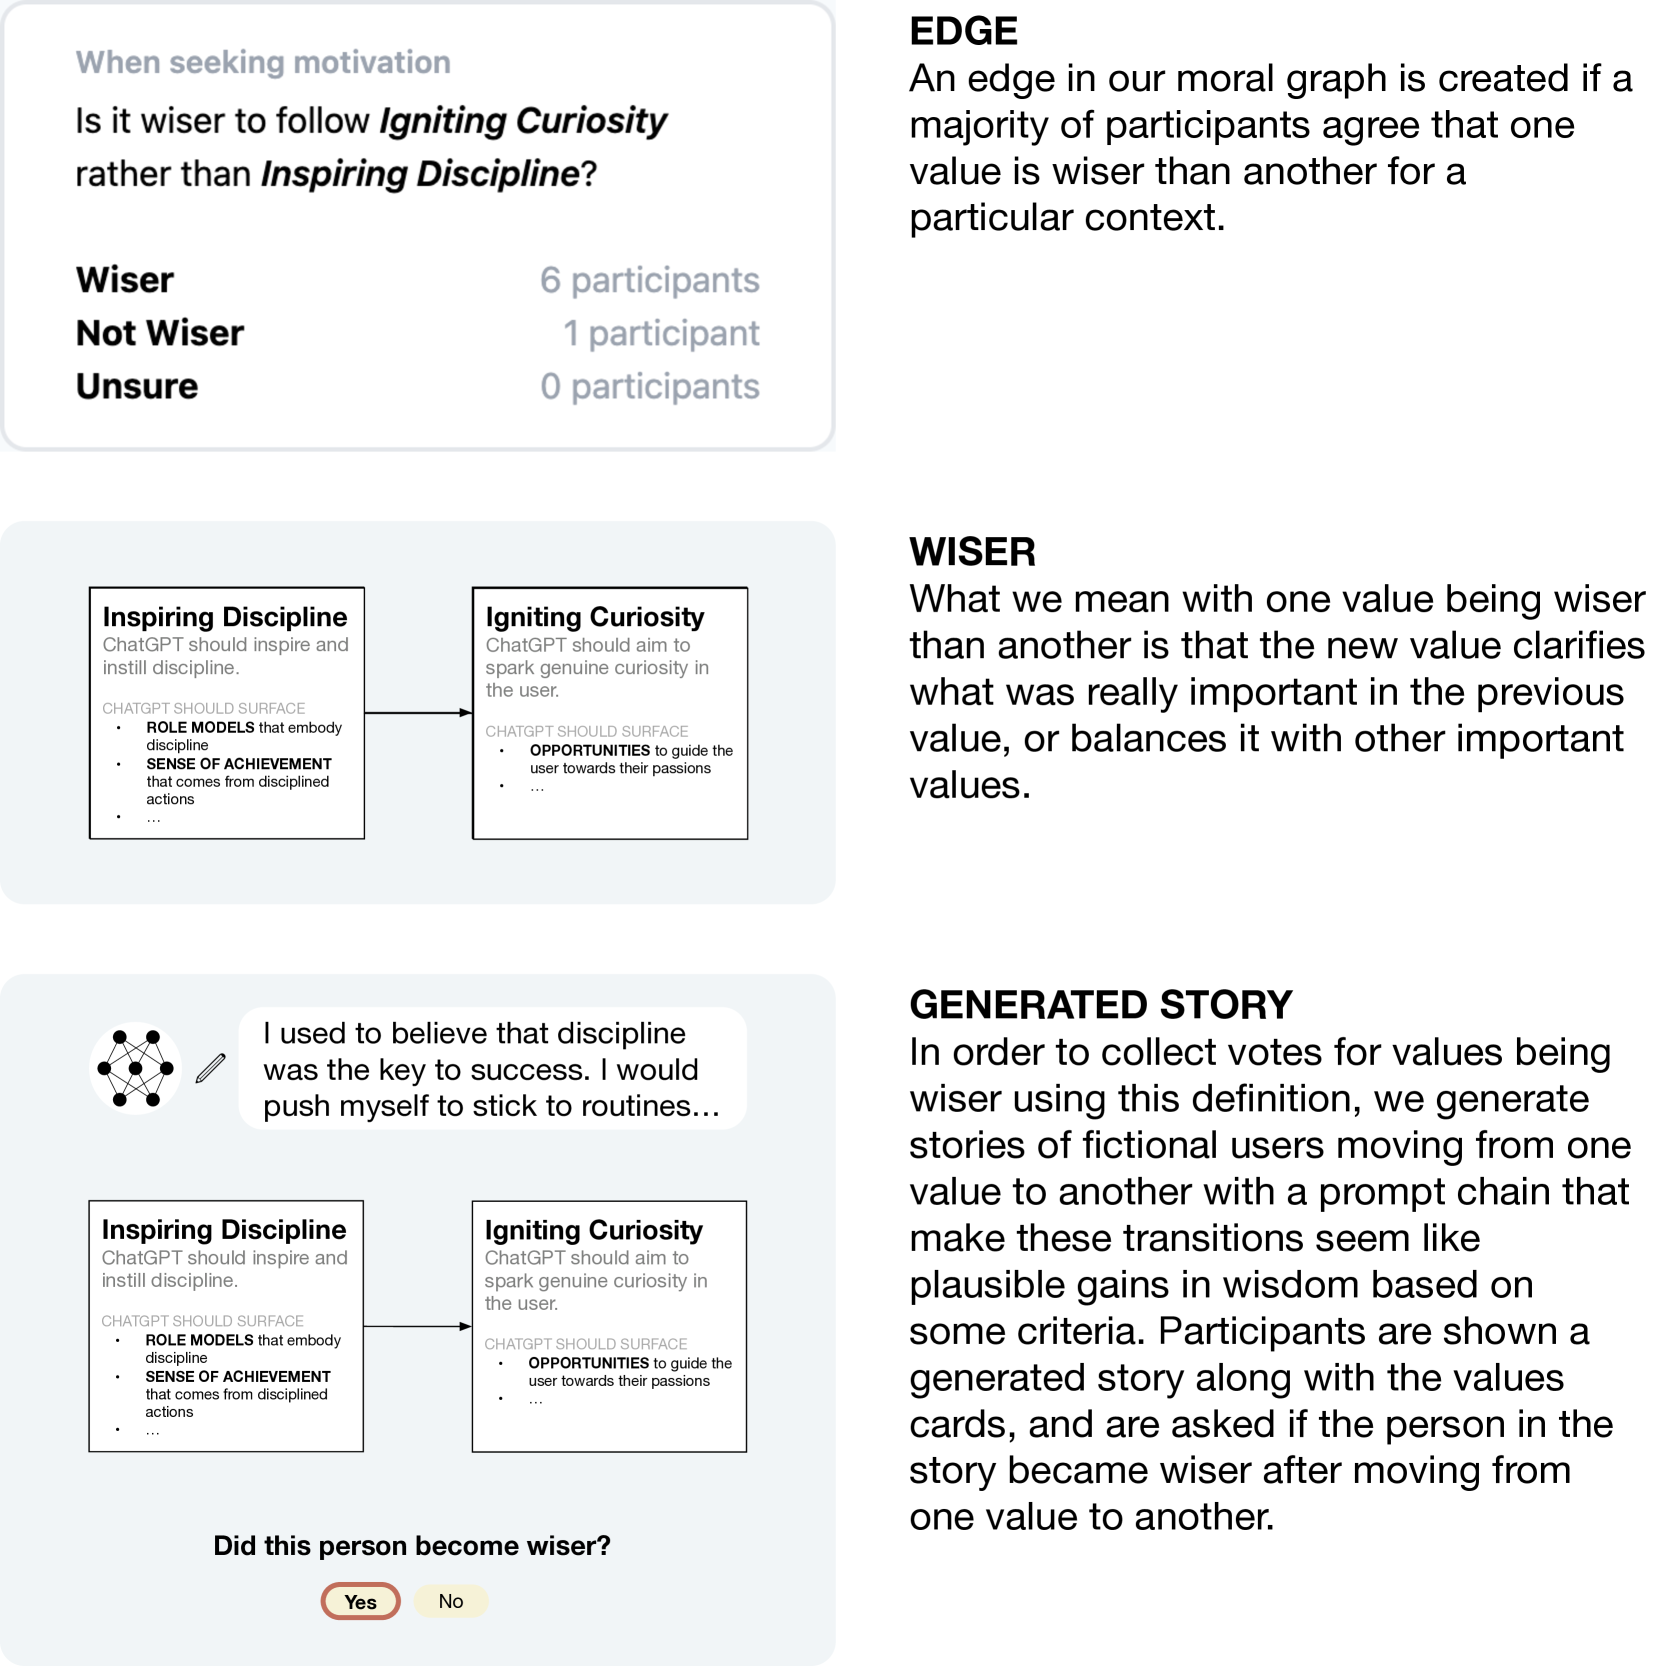 When seeking motivation
Is it wiser to follow Igniting Curiosity
rather than Inspiring Discipline?
Wiser 6 participants
Not Wiser 1 participant
Unsure 0 participants
EDGE
An edge in our moral graph is created if a
majority of participants agree that one
value is wiser than another for a
particular context.
Inspiring Discipline
ChatGPT should inspire and
instill discipline.
CHATGPT SHOULD SURFACE
• ROLE MODELS that embody
discipline
• SENSE OF ACHIEVEMENT
that comes from disciplined
actions
• ...
Igniting Curiosity
ChatGPT should aim to
spark genuine curiosity in
the user.
CHATGPT SHOULD SURFACE
• OPPORTUNITIES to guide the
user towards their passions
• ...
WISER
What we mean with one value being wiser
than another is that the new value clarifies
what was really important in the previous
value, or balances it with other important
values.
I used to believe that discipline
was the key to success. I would
push myself to stick to routines...
Inspiring Discipline
ChatGPT should inspire and
instill discipline.
CHATGPT SHOULD SURFACE
• ROLE MODELS that embody
discipline
• SENSE OF ACHIEVEMENT
that comes from disciplined
actions
• ...
Igniting Curiosity
ChatGPT should aim to
spark genuine curiosity in
the user.
CHATGPT SHOULD SURFACE
• OPPORTUNITIES to guide the
user towards their passions
• ...
Did this person become wiser?
Yes No
GENERATED STORY
In order to collect votes for values being
wiser using this definition, we generate
stories of fictional users moving from one
value to another with a prompt chain that
make these transitions seem like
plausible gains in wisdom based on
some criteria. Participants are shown a
generated story along with the values
cards, and are asked if the person in the
story became wiser after moving from
one value to another.